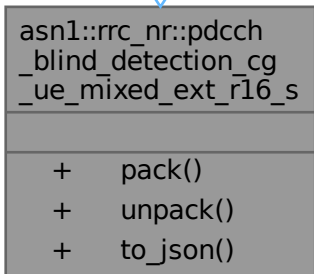 asn1::rrc_nr::pdcch
_blind_detection_cg
_ue_mixed_ext_r16_s
+ pack()
+ unpack()
+ to_json()